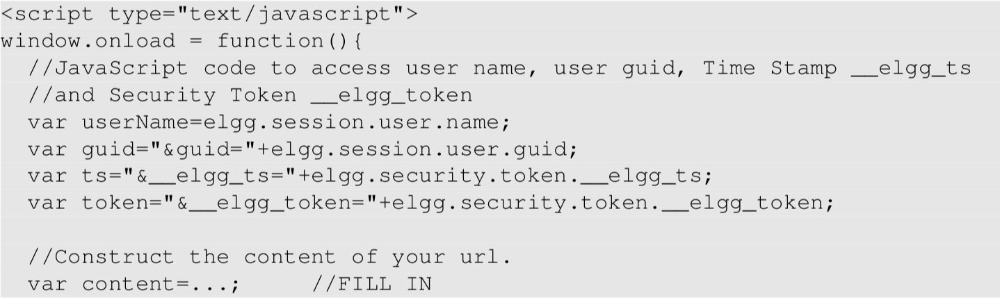 <script type="text/javascript">
window.onload = function(){
  //JavaScript code to access user name, user guid, Time Stamp __elgg_ts
  //and Security Token __elgg_token
  var userName=elgg.session.user.name;
  var guid="&guid="+elgg.session.user.guid;
  var ts="&__elgg_ts="+elgg.security.token.__elgg_ts;
  var token="&__elgg_token="+elgg.security.token.__elgg_token;

  //Construct the content of your url.
  var content=...;     //FILL IN